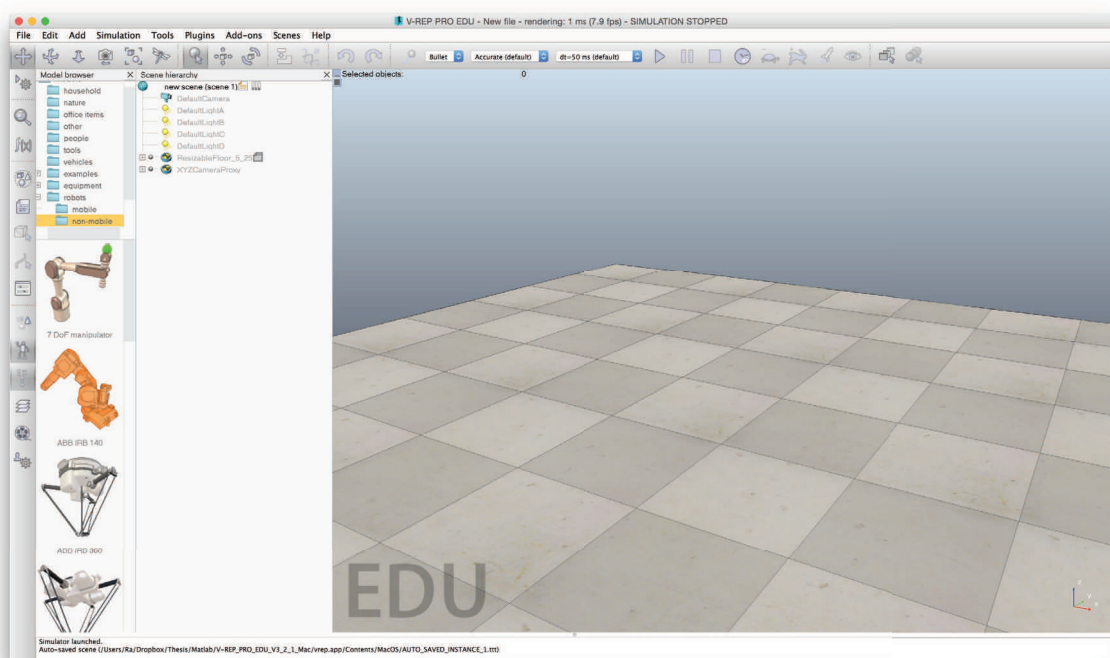 V-REP PRO EDU - New file - rendering: 1 ms (7.9 fps) - SIMULATION STOPPED
File Edit Add Simulation Tools Plugins Add-ons Scenes Help
Bullet Accurate (default) dt=50 ms (default)
Model browser X
household
nature
office items
other
people
tools
vehicles
examples
equipment
robots
mobile
non-mobile
7 DoF manipulator
ABB IRB 140
Scene hierarchy X
new scene (scene 1)
DefaultCamera
DefaultLightA
DefaultLightB
DefaultLightC
DefaultLightD
ResizableFloor_5_25
XYZCameraProxy
Selected objects: 0
EDU
Simulator launched.
Auto-saved scene (/Users/Ra/Dropbox/Thesis/Matlab/V-REP_PRO_EDU_V3_2_1_Mac/vrep.app/Contents/MacOS/AUTO_SAVED_INSTANCE_1.ttt)